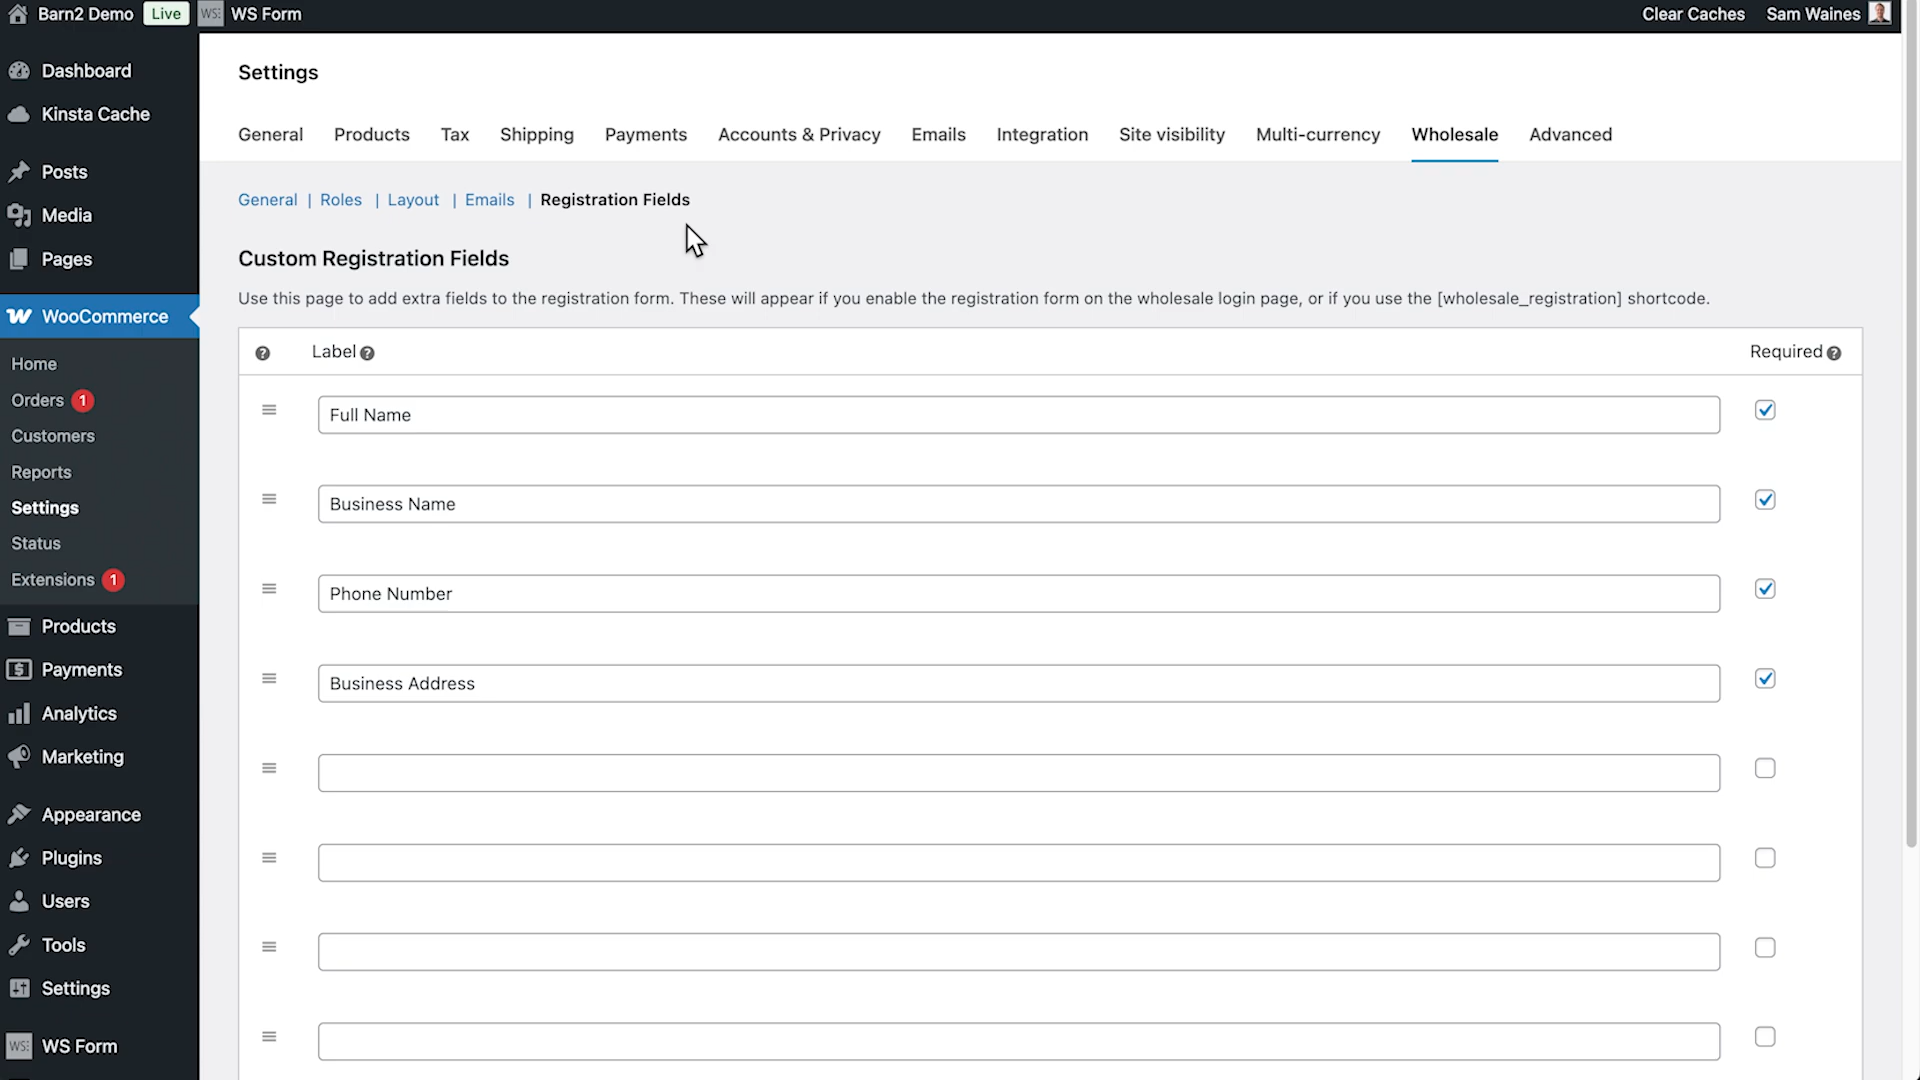 Barn2 Demo Live WS Form Clear Caches Sam Waines
Dashboard
Kinsta Cache
Posts
Media
Pages
WooCommerce
Home
Orders 1
Customers
Reports
Settings
Status
Extensions 1
Products
Payments
Analytics
Marketing
Appearance
Plugins
Users
Tools
Settings
WS Form
Settings
General Products Tax Shipping Payments Accounts & Privacy Emails Integration Site visibility Multi-currency Wholesale Advanced
General | Roles | Layout | Emails | Registration Fields
Custom Registration Fields
Use this page to add extra fields to the registration form. These will appear if you enable the registration form on the wholesale login page, or if you use the [wholesale_registration] shortcode.
Label Required
Full Name
Business Name
Phone Number
Business Address